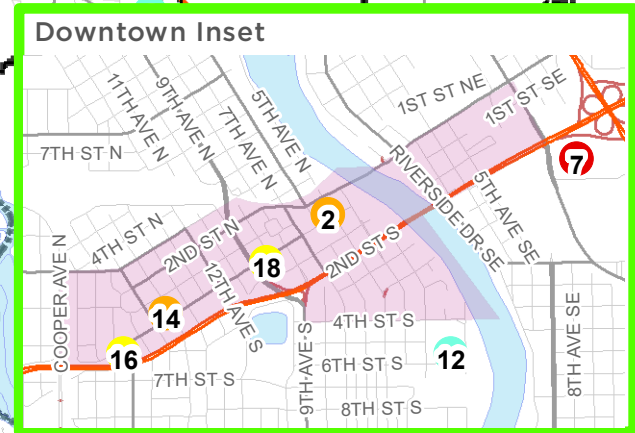 Downtown Inset
11TH AVE N
9TH AVE N
7TH AVE N
5TH AVE N
1ST ST NE
1ST ST SE
7TH ST N
RIVERSIDE DR SE
5TH AVE SE
7
4TH ST N
2ND ST N
2
2ND ST S
18
12TH AVE S
COOPER AVE N
14
16
4TH ST S
9TH AVE S
6TH ST S
12
7TH ST S
8TH ST S
8TH AVE SE